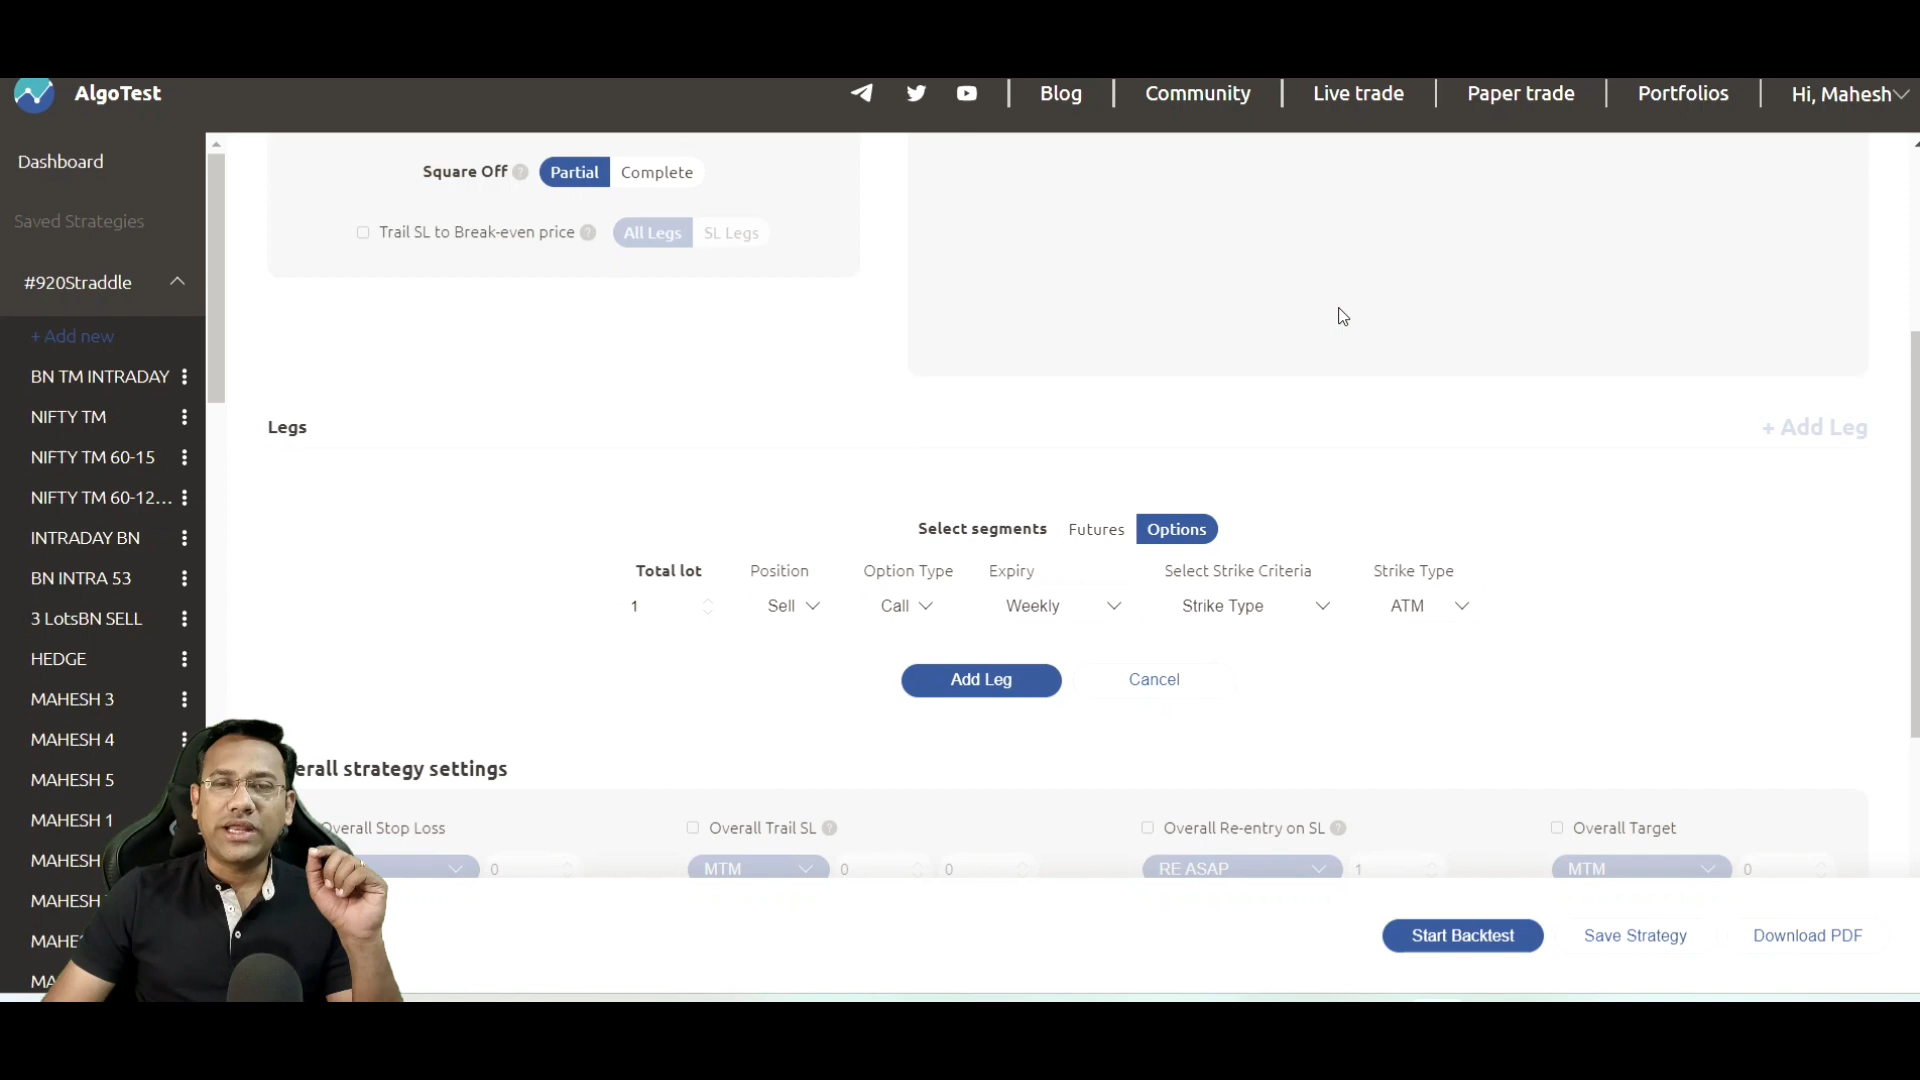 AlgoTest
Blog
Community
Live trade
Paper trade
Portfolios
Hi, Mahesh
Dashboard
Saved Strategies
#920Straddle
+ Add new
BN TM INTRADAY
NIFTY TM
NIFTY TM 60-15
NIFTY TM 60-12...
INTRADAY BN
BN INTRA 53
3 LotsBN SELL
HEDGE
MAHESH 3
MAHESH 4
MAHESH 5
MAHESH 1
MAHESH
MAHESH
Square Off ? Partial Complete
Trail SL to Break-even price ? All Legs SL Legs
Legs
+ Add Leg
Select segments Futures Options
Total lot Position Option Type Expiry Select Strike Criteria Strike Type
1 Sell Call Weekly Strike Type ATM
Add Leg Cancel
erall strategy settings
Overall Stop Loss Overall Trail SL ? Overall Re-entry on SL ? Overall Target
0 MTM 0 0 RE ASAP 1 MTM 0
Start Backtest Save Strategy Download PDF